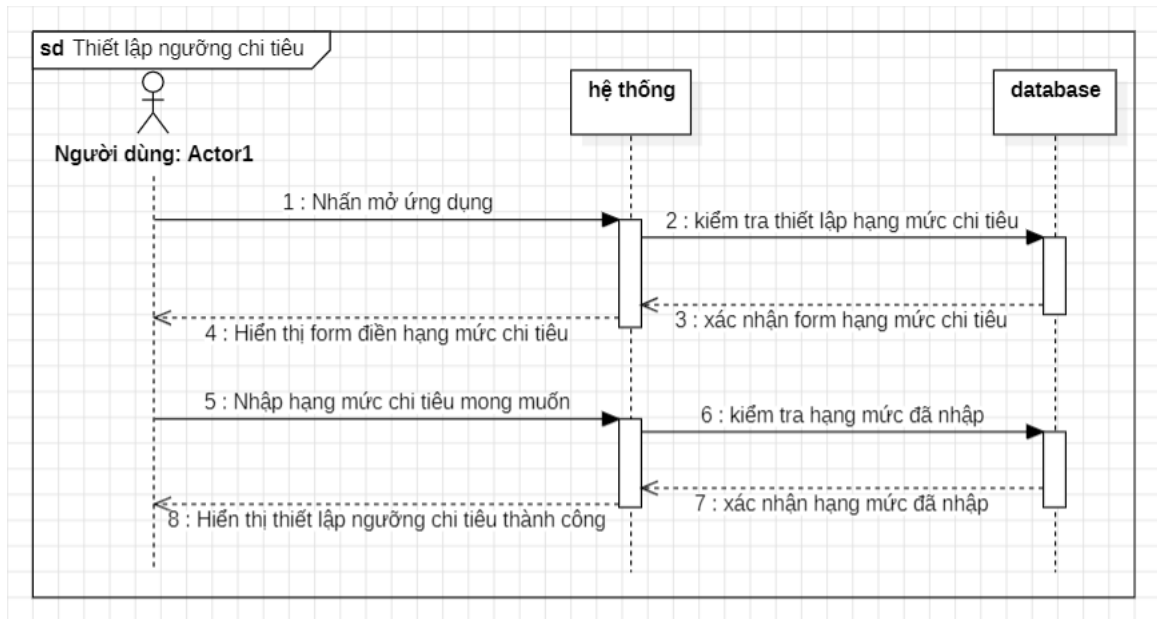 sd Thiết lập ngưỡng chi tiêu
hệ thống
database
Người dùng: Actor1
1 : Nhấn mở ứng dụng
2 : kiểm tra thiết lập hạng mức chi tiêu
3 : xác nhận form hạng mức chi tiêu
4 : Hiển thị form điền hạng mức chi tiêu
5 : Nhập hạng mức chi tiêu mong muốn
6 : kiểm tra hạng mức đã nhập
7 : xác nhận hạng mức đã nhập
8 : Hiển thị thiết lập ngưỡng chi tiêu thành công